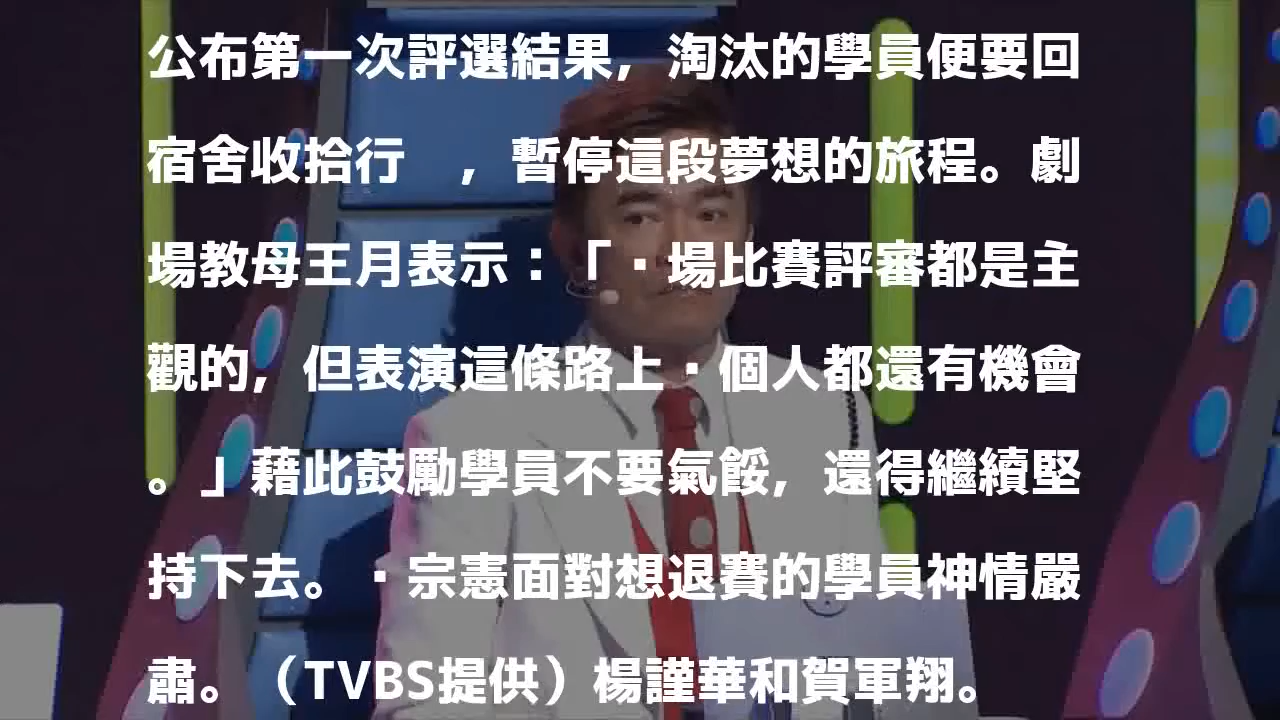 公布第一次評選結果，淘汰的學員便要回
宿舍收拾行　，暫停這段夢想的旅程。劇
場教母王月表示：「▪場比賽評審都是主
觀的，但表演這條路上▪個人都還有機會
。」藉此鼓勵學員不要氣餒，還得繼續堅
持下去。▪宗憲面對想退賽的學員神情嚴
肅。（TVBS提供）楊謹華和賀軍翔。